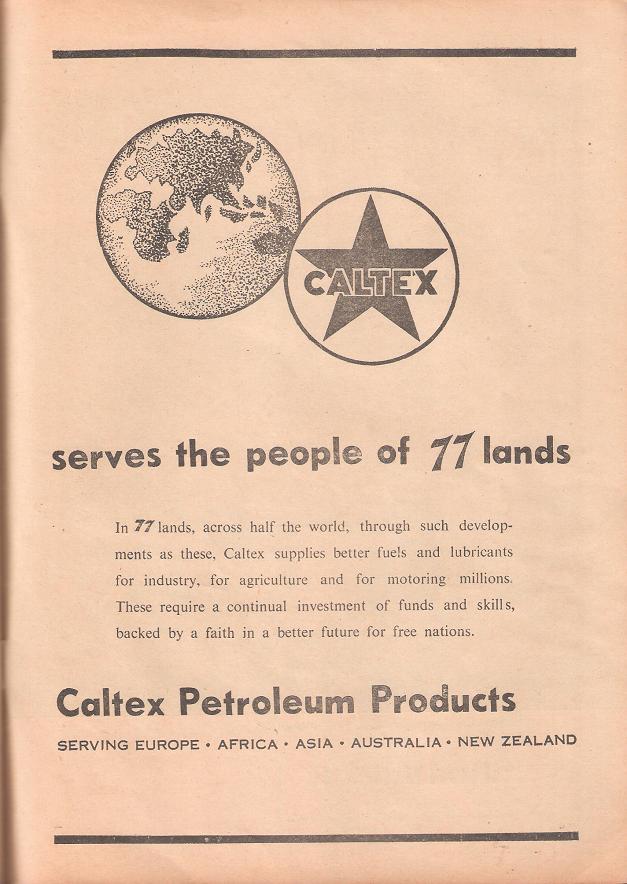 CALTEX
serves the people of 77 lands
In 77 lands, across half the world, through such develop-
ments as these, Caltex supplies better fuels and lubricants
for industry, for agriculture and for motoring millions.
These require a continual investment of funds and skills,
backed by a faith in a better future for free nations.
Caltex Petroleum Products
SERVING EUROPE • AFRICA • ASIA • AUSTRALIA • NEW ZEALAND